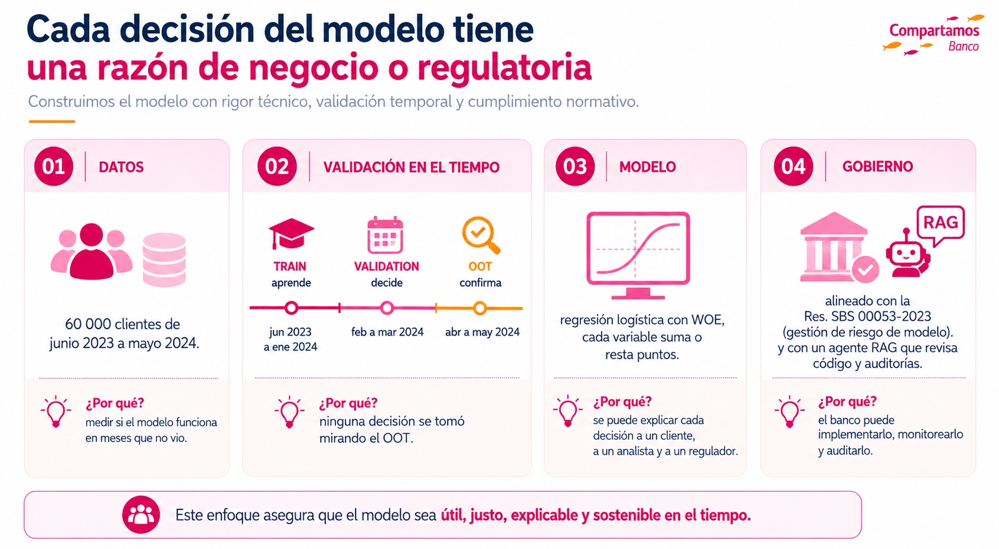 Cada decisión del modelo tiene
una razón de negocio o regulatoria
Construimos el modelo con rigor técnico, validación temporal y cumplimiento normativo.
Compartamos
Banco
01
DATOS
60 000 clientes de
junio 2023 a mayo 2024.
¿Por qué?
medir si el modelo funciona
en meses que no vio.
02
VALIDACIÓN EN EL TIEMPO
TRAIN
aprende
jun 2023
a ene 2024
VALIDATION
decide
feb a mar 2024
OOT
confirma
abr a may 2024
¿Por qué?
ninguna decisión se tomó
mirando el OOT.
03
MODELO
regresión logística con WOE,
cada variable suma o
resta puntos.
¿Por qué?
se puede explicar cada
decisión a un cliente,
a un analista y a un regulador.
04
GOBIERNO
RAG
alineado con la
Res. SBS 00053-2023
(gestión de riesgo de modelo).
y con un agente RAG que revisa
código y auditorías.
¿Por qué?
el banco puede
implementarlo, monitorearlo
y auditarlo.
Este enfoque asegura que el modelo sea útil, justo, explicable y sostenible en el tiempo.